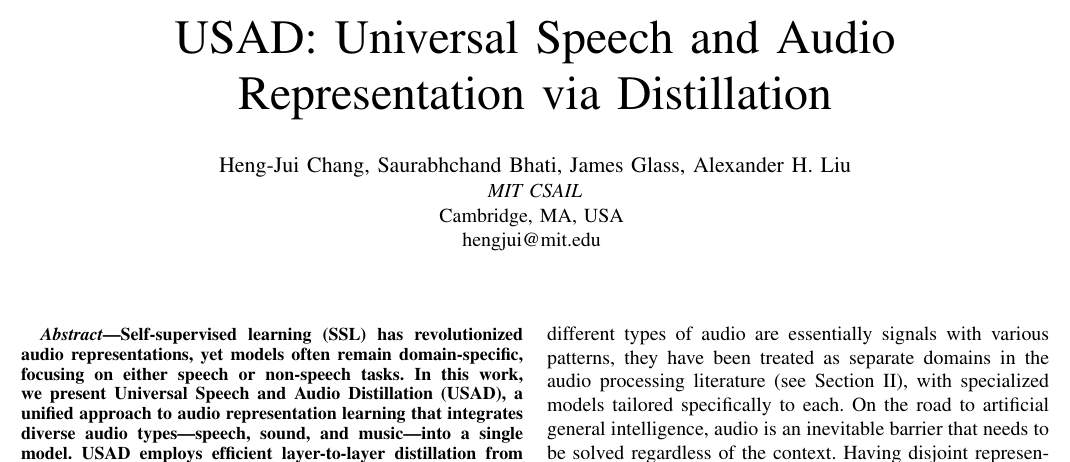 USAD: Universal Speech and Audio
Representation via Distillation
Heng-Jui Chang, Saurabhchand Bhati, James Glass, Alexander H. Liu
MIT CSAIL
Cambridge, MA, USA
hengjui@mit.edu
Abstract—Self-supervised learning (SSL) has revolutionized
audio representations, yet models often remain domain-specific,
focusing on either speech or non-speech tasks. In this work,
we present Universal Speech and Audio Distillation (USAD), a
unified approach to audio representation learning that integrates
diverse audio types—speech, sound, and music—into a single
model. USAD employs efficient layer-to-layer distillation from
different types of audio are essentially signals with various
patterns, they have been treated as separate domains in the
audio processing literature (see Section II), with specialized
models tailored specifically to each. On the road to artificial
general intelligence, audio is an inevitable barrier that needs to
be solved regardless of the context. Having disjoint represen-